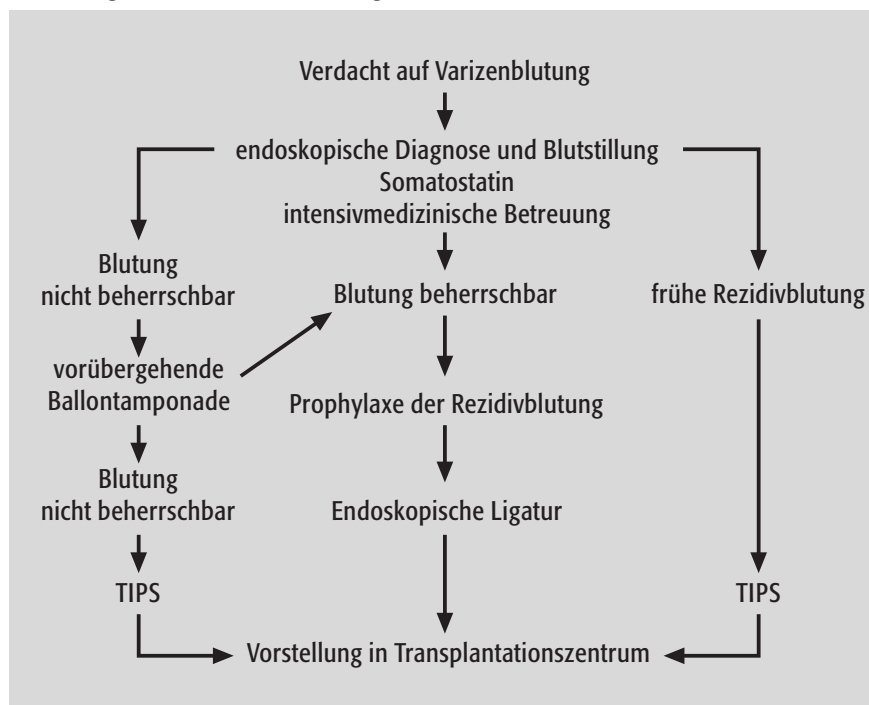 Verdacht auf Varizenblutung
endoskopische Diagnose und Blutstillung
Somatostatin
intensivmedizinische Betreuung
Blutung
nicht beherrschbar
Blutung beherrschbar
frühe Rezidivblutung
vorübergehende
Ballontamponade
Prophylaxe der Rezidivblutung
Blutung
nicht beherrschbar
Endoskopische Ligatur
TIPS
TIPS
Vorstellung in Transplantationszentrum